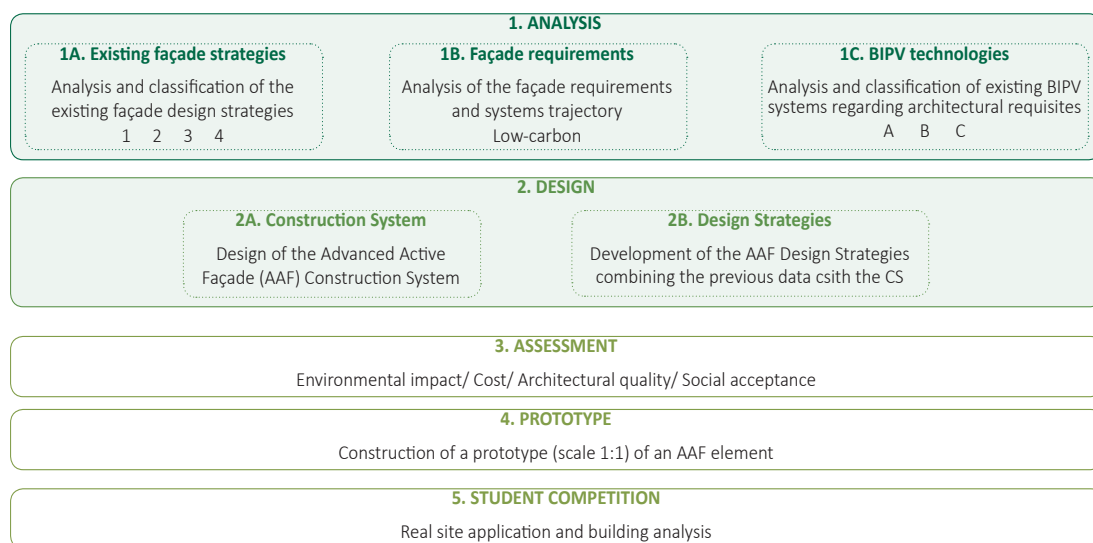 1. ANALYSIS
1A. Existing façade strategies
Analysis and classification of the
existing façade design strategies
1 2 3 4
1B. Façade requirements
Analysis of the façade requirements
and systems trajectory
Low-carbon
1C. BIPV technologies
Analysis and classification of existing BIPV
systems regarding architectural requisites
A B C
2. DESIGN
2A. Construction System
Design of the Advanced Active
Façade (AAF) Construction System
2B. Design Strategies
Development of the AAF Design Strategies
combining the previous data csith the CS
3. ASSESSMENT
Environmental impact/ Cost/ Architectural quality/ Social acceptance
4. PROTOTYPE
Construction of a prototype (scale 1:1) of an AAF element
5. STUDENT COMPETITION
Real site application and building analysis